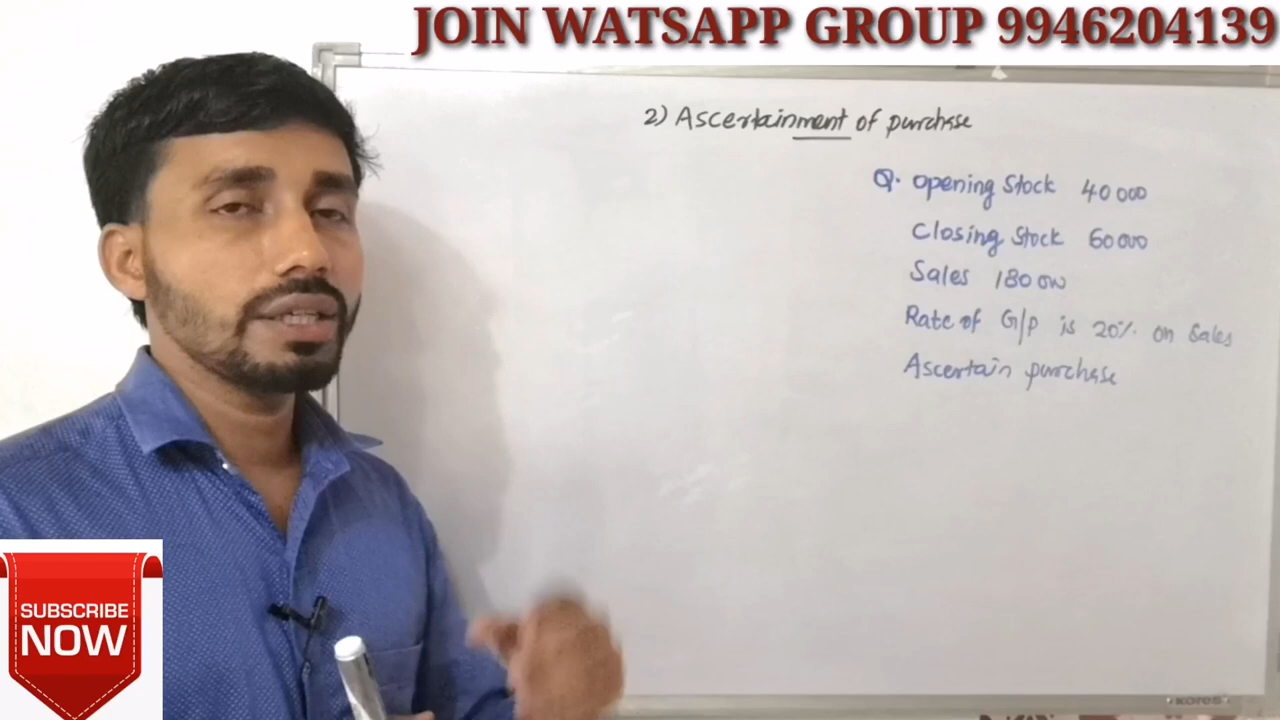 JOIN WATSAPP GROUP 9946204139
2) Ascertainment of purchase
Q. Opening Stock 40000
Closing Stock 60000
Sales 180000
Rate of G/P is 20% on Sales
Ascertain purchase
SUBSCRIBE
NOW
KOROS